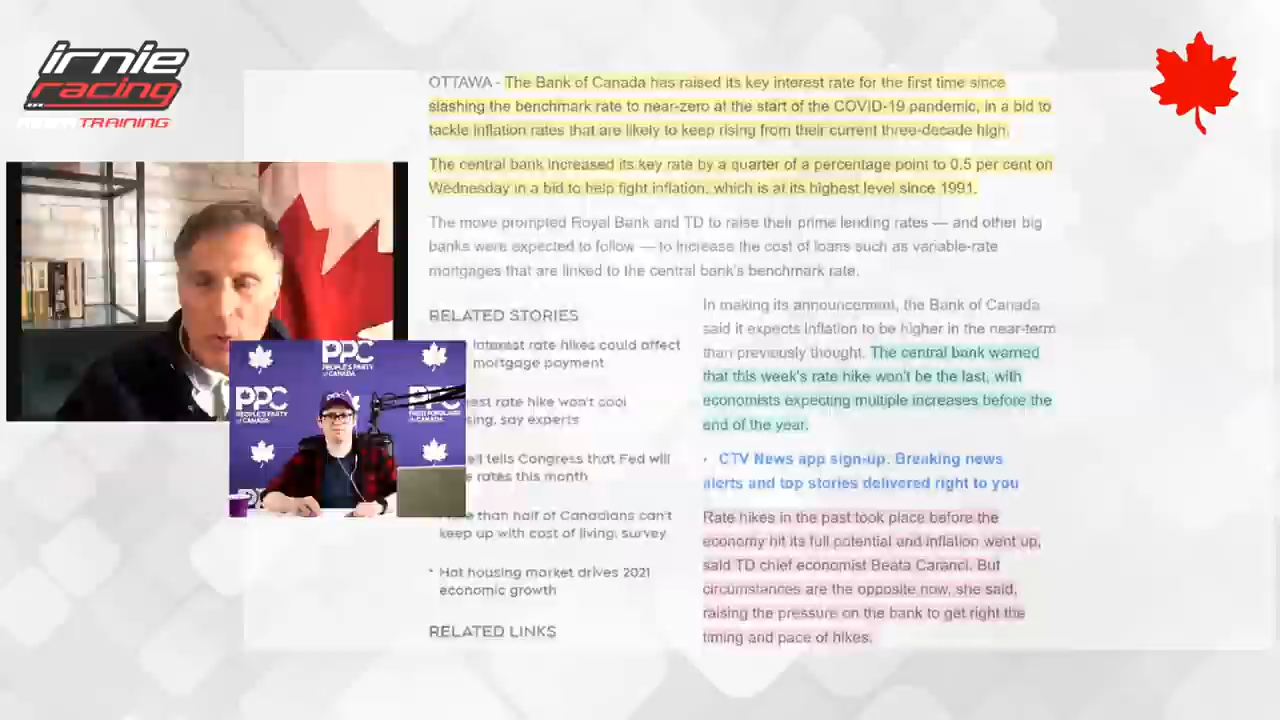 irnie
racing
TRAINING
OTTAWA - The Bank of Canada has raised its key interest rate for the first time since
slashing the benchmark rate to near-zero at the start of the COVID-19 pandemic, in a bid to
tackle inflation rates that are likely to keep rising from their current three-decade high.
The central bank increased its key rate by a quarter of a percentage point to 0.5 per cent on
Wednesday in a bid to help fight inflation, which is at its highest level since 1991.
The move prompted Royal Bank and TD to raise their prime lending rates — and other big
banks were expected to follow — to increase the cost of loans such as variable-rate
mortgages that are linked to the central bank's benchmark rate.
RELATED STORIES
interest rate hikes could affect
mortgage payment
rate hike won't cool
say experts
tells Congress that Fed will
rates this month
than half of Canadians can't
keep up with cost of living: survey
• Hot housing market drives 2021
economic growth
RELATED LINKS
In making its announcement, the Bank of Canada
said it expects inflation to be higher in the near-term
than previously thought. The central bank warned
that this week's rate hike won't be the last, with
economists expecting multiple increases before the
end of the year.
• CTV News app sign-up: Breaking news
alerts and top stories delivered right to you
Rate hikes in the past took place before the
economy hit its full potential and inflation went up,
said TD chief economist Beata Caranci. But
circumstances are the opposite now, she said,
raising the pressure on the bank to get right the
timing and pace of hikes.
PPC
PEOPLE'S PARTY
of CANADA
PPC
PEOPLE'S PARTY
of CANADA
PPC